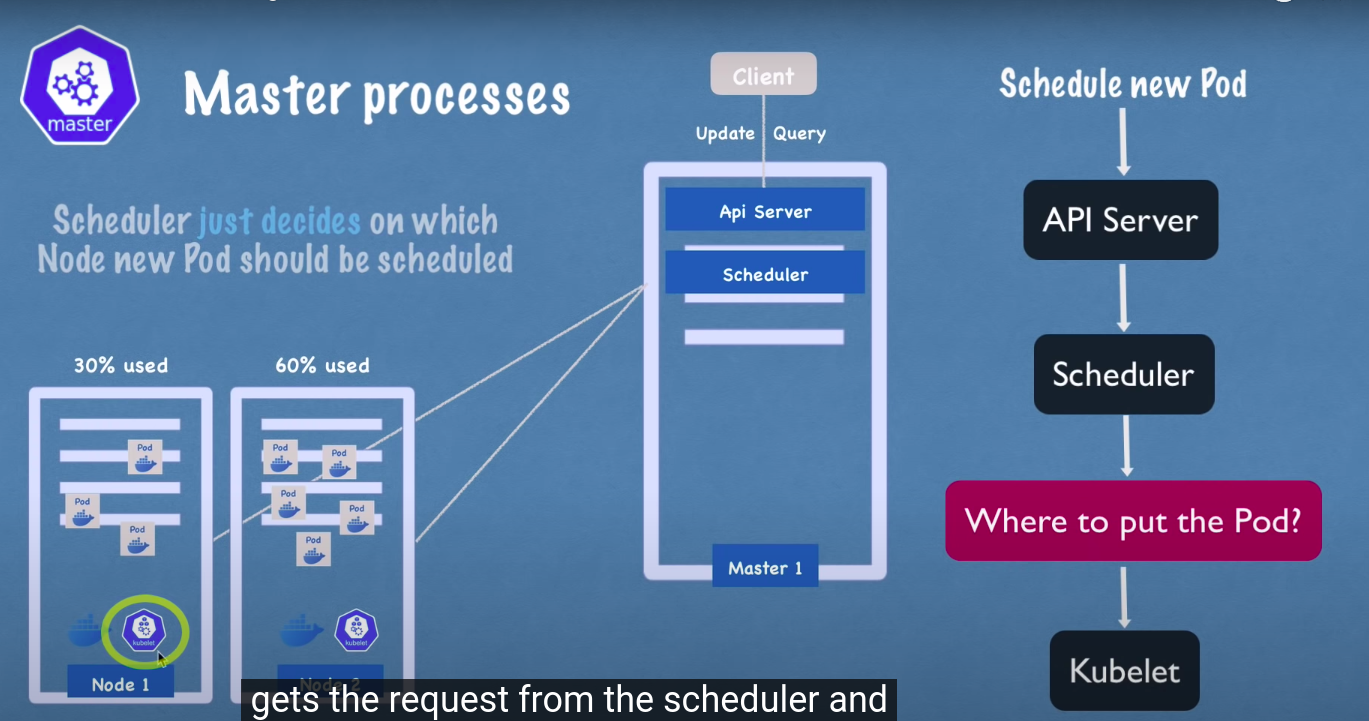 master
Master processes
Scheduler just decides on which
Node new Pod should be scheduled
30% used
60% used
Pod
Pod
Pod
kubelet
Node 1
Pod
Pod
Pod
Pod
Pod
kubelet
Node 2
Client
Update Query
Api Server
Scheduler
Master 1
Schedule new Pod
API Server
Scheduler
Where to put the Pod?
Kubelet
gets the request from the scheduler and